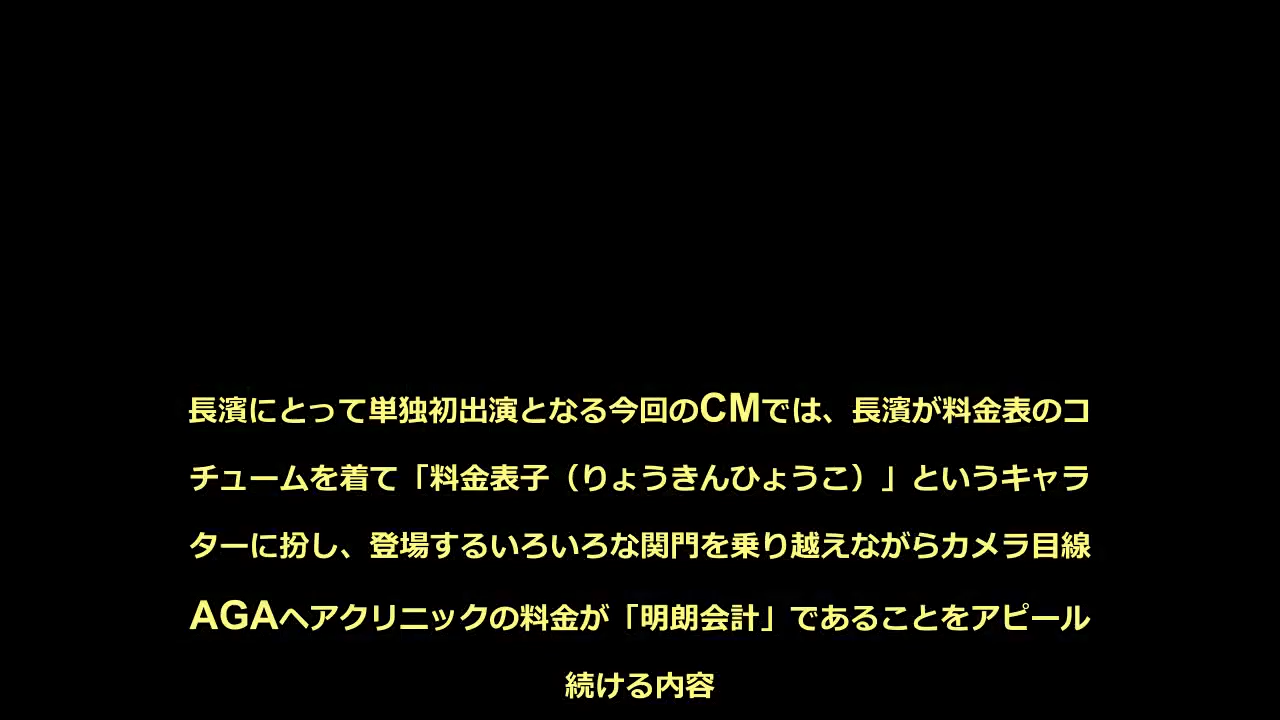 長濱にとって単独初出演となる今回のCMでは、長濱が料金表のコ
チュームを着て「料金表子（りょうきんひょうこ）」というキャラ
ターに扮し、登場するいろいろな関門を乗り越えながらカメラ目線
AGAヘアクリニックの料金が「明朗会計」であることをアピール
続ける内容